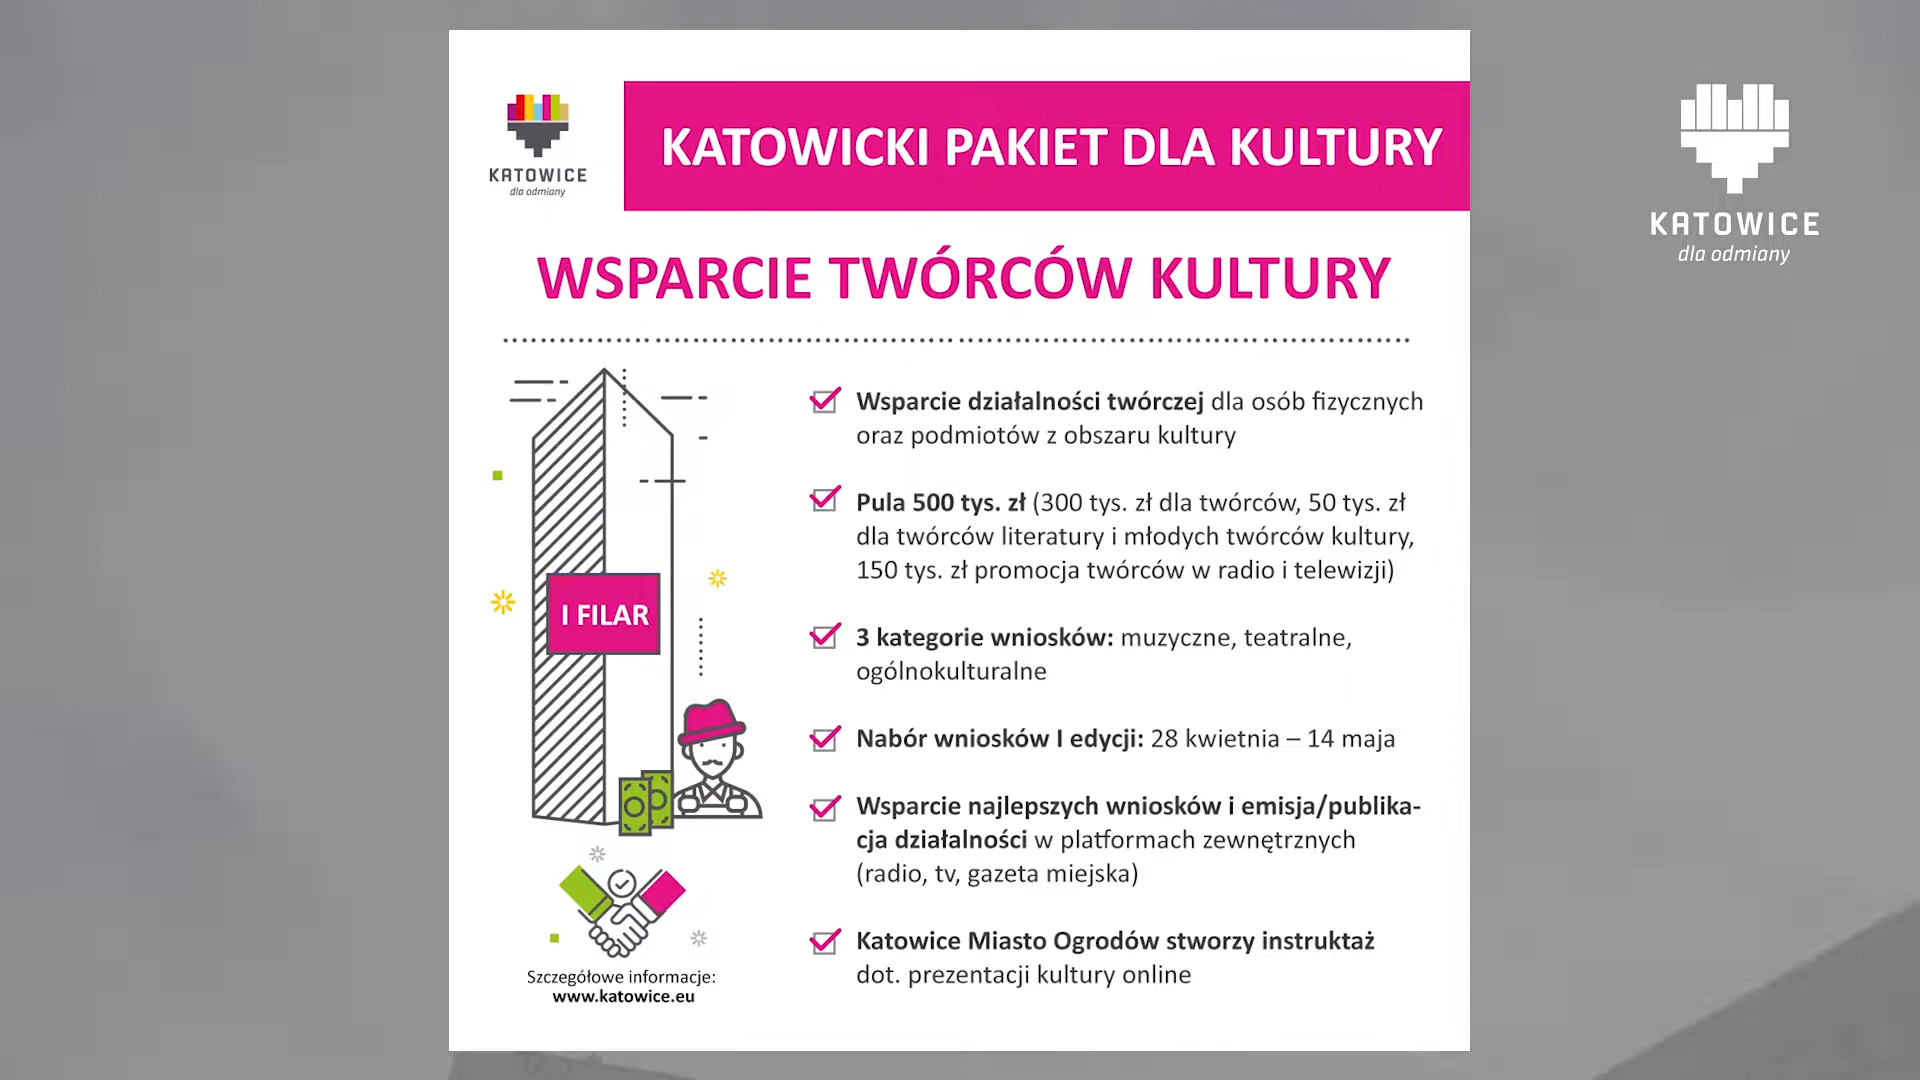 KATOWICE
dla odmiany
KATOWICKI PAKIET DLA KULTURY
WSPARCIE TWÓRCÓW KULTURY
I FILAR
Szczegółowe informacje:
www.katowice.eu
Wsparcie działalności twórczej dla osób fizycznych
oraz podmiotów z obszaru kultury
Pula 500 tys. zł (300 tys. zł dla twórców, 50 tys. zł
dla twórców literatury i młodych twórców kultury,
150 tys. zł promocja twórców w radio i telewizji)
3 kategorie wniosków: muzyczne, teatralne,
ogólnokulturalne
Nabór wniosków I edycji: 28 kwietnia – 14 maja
Wsparcie najlepszych wniosków i emisja/publika-
cja działalności w platformach zewnętrznych
(radio, tv, gazeta miejska)
Katowice Miasto Ogrodów stworzy instruktaż
dot. prezentacji kultury online
KATOWICE
dla odmiany